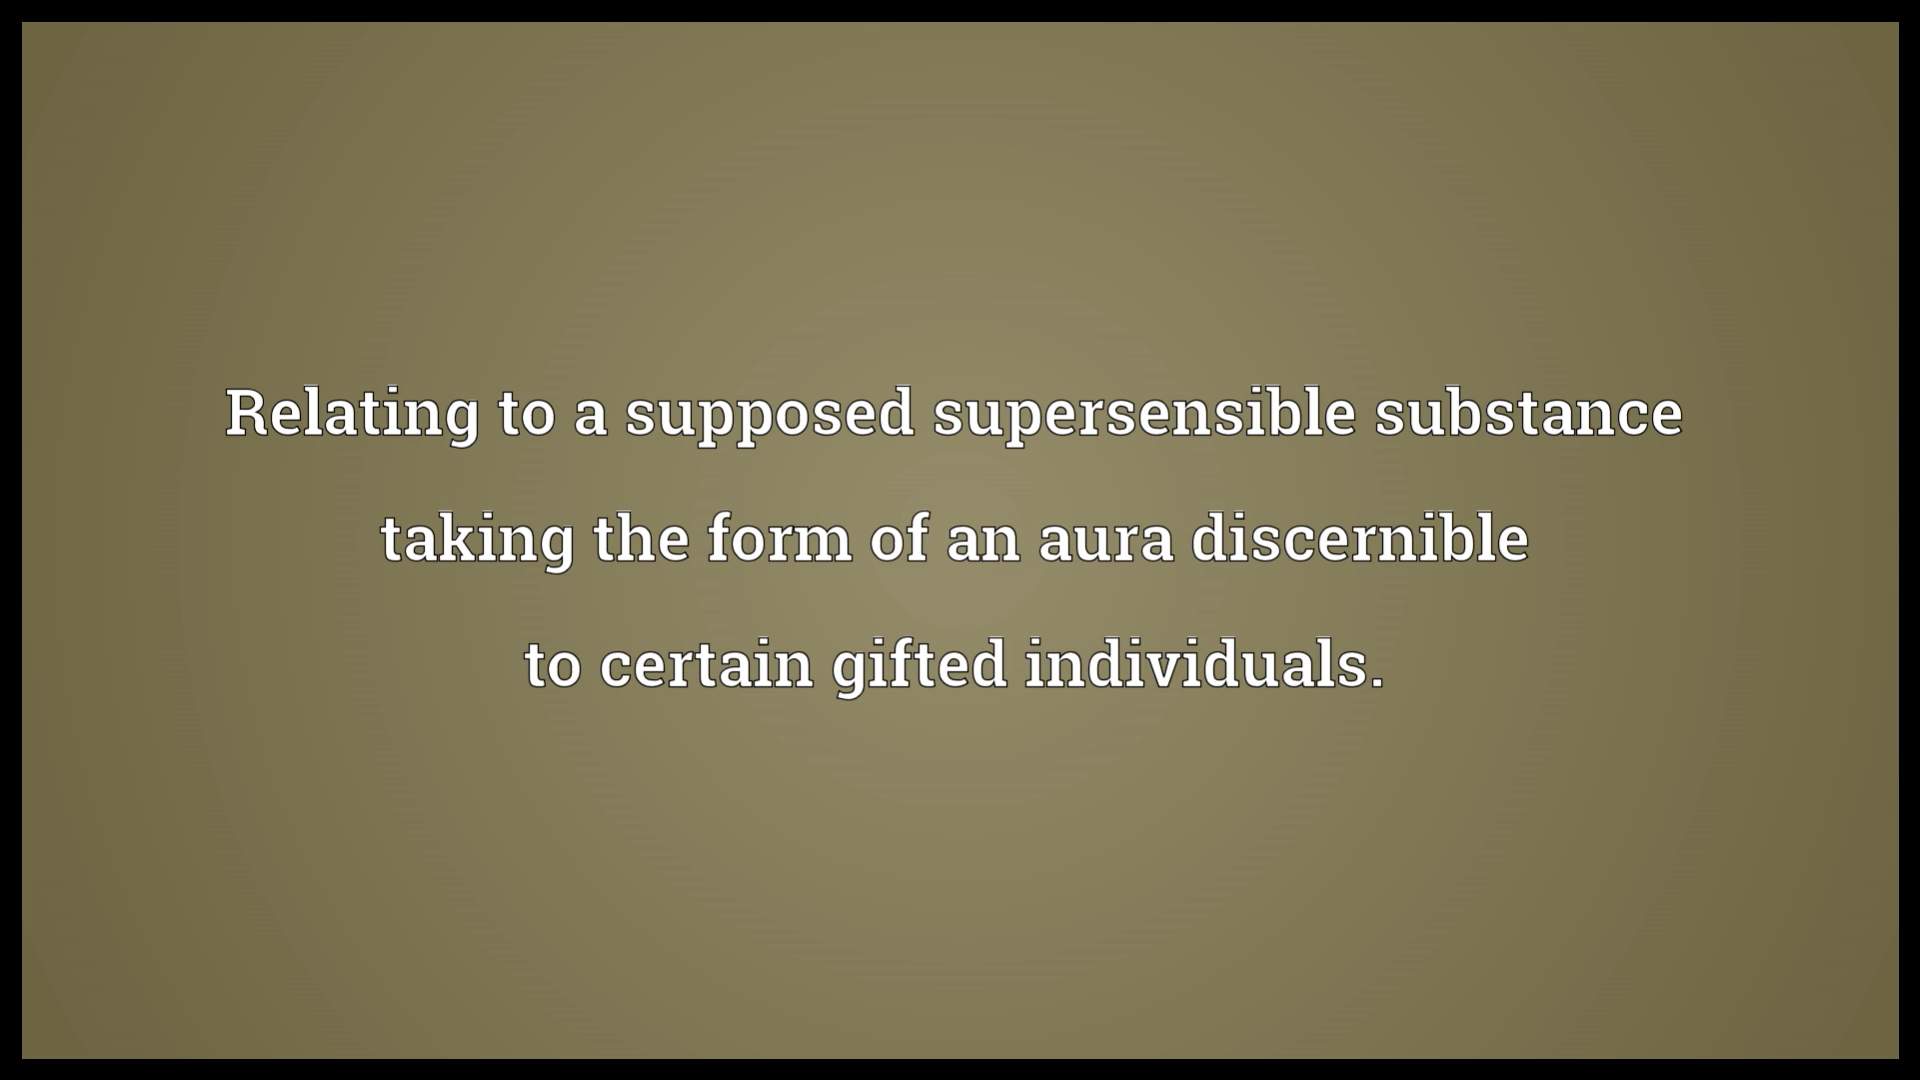 Relating to a supposed supersensible substance
taking the form of an aura discernible
to certain gifted individuals.